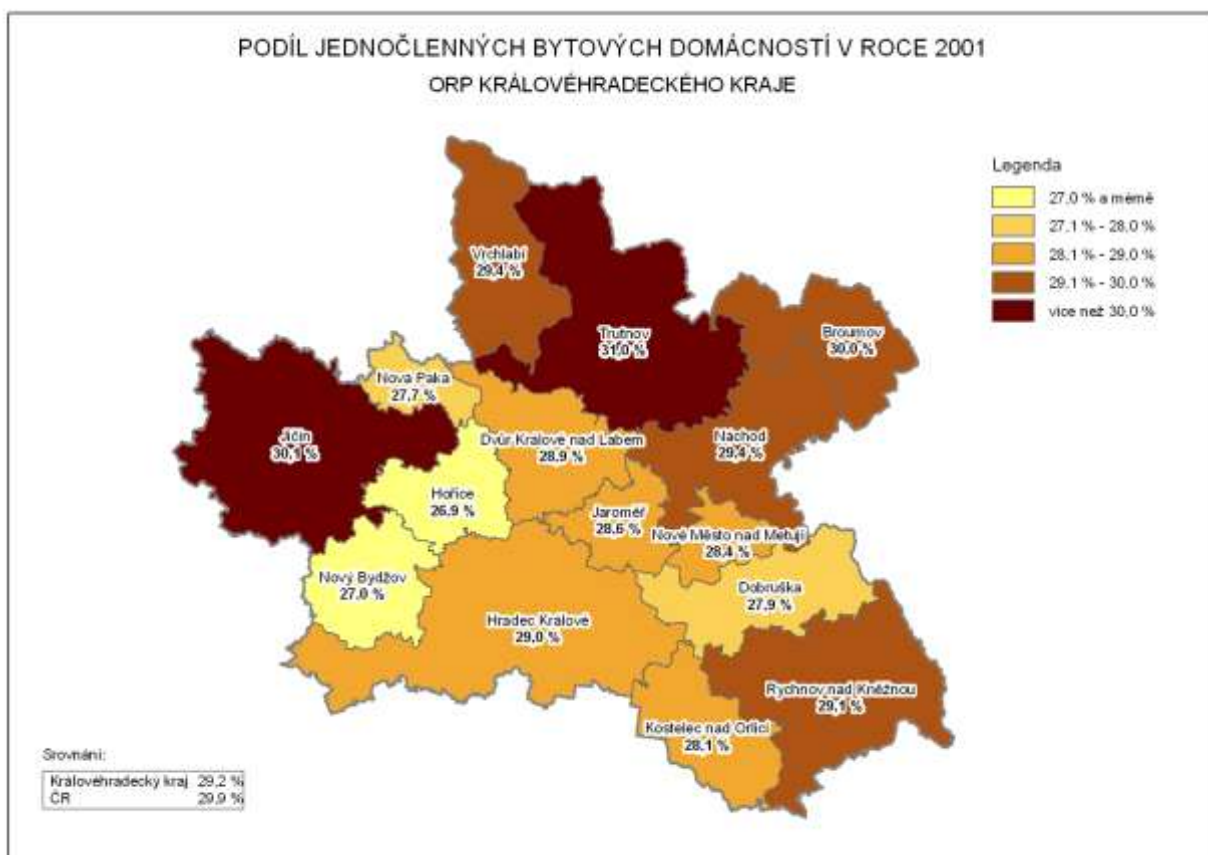 PODÍL JEDNOČLENNÝCH BYTOVÝCH DOMÁCNOSTÍ V ROCE 2001
ORP KRÁLOVÉHRADECKÉHO KRAJE
Legenda
27,0 % a méně
27,1 % - 28,0 %
28,1 % - 29,0 %
29,1 % - 30,0 %
více než 30,0 %
Vrchlabí
29,4 %
Trutnov
31,0 %
Broumov
30,0 %
Nová Paka
27,7 %
Jičín
30,1 %
Dvůr Králové nad Labem
28,9 %
Náchod
29,4 %
Hořice
26,9 %
Jaroměř
28,6 %
Nové Město nad Metují
28,4 %
Nový Bydžov
27,0 %
Dobruška
27,9 %
Hradec Králové
29,0 %
Rychnov nad Kněžnou
29,1 %
Kostelec nad Orlicí
28,1 %
Srovnání:
Královéhradecký kraj 29,2 %
ČR 29,9 %